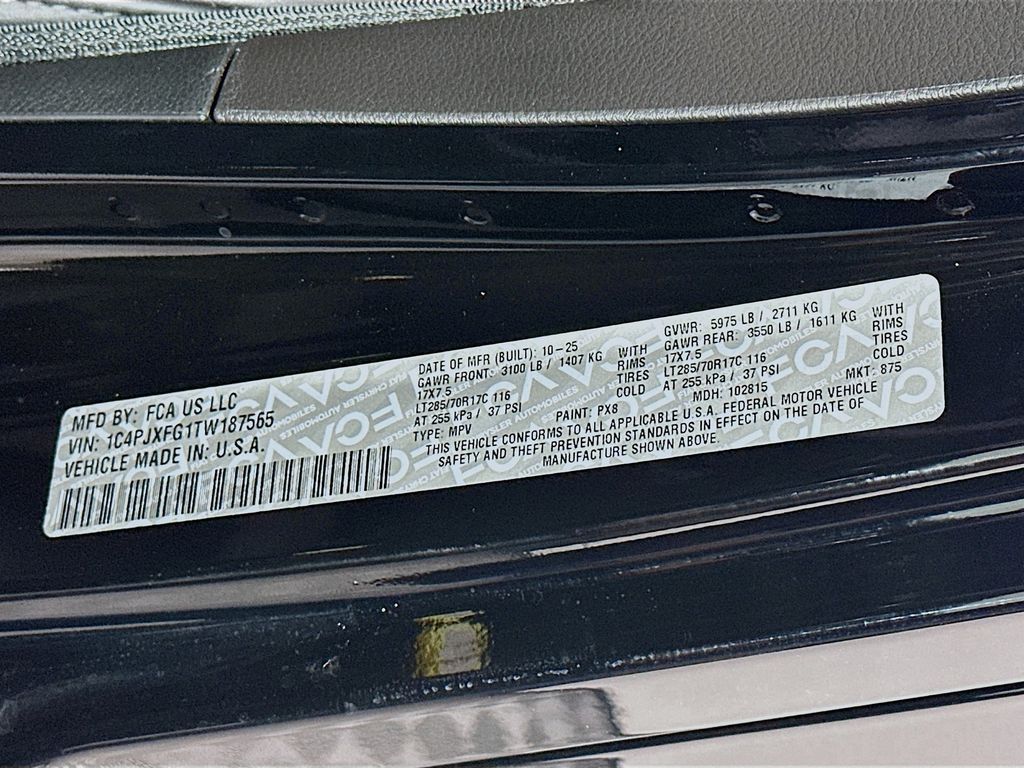 MFD BY: FCA US LLC
VIN: 1C4PJXFG1TW187565
VEHICLE MADE IN: U.S.A.
DATE OF MFR (BUILT): 10-25
GAWR FRONT: 3100 LB / 1407 KG WITH
17X7.5 RIMS
LT285/70R17C 116 TIRES
AT 255 kPa / 37 PSI COLD
TYPE: MPV PAINT: PX8
GVWR: 5975 LB / 2711 KG
GAWR REAR: 3550 LB / 1611 KG WITH
17X7.5 RIMS
LT285/70R17C 116 TIRES
AT 255 kPa / 37 PSI COLD
MDH: 102815 MKT: 875
THIS VEHICLE CONFORMS TO ALL APPLICABLE U.S.A. FEDERAL MOTOR VEHICLE
SAFETY AND THEFT PREVENTION STANDARDS IN EFFECT ON THE DATE OF
MANUFACTURE SHOWN ABOVE.